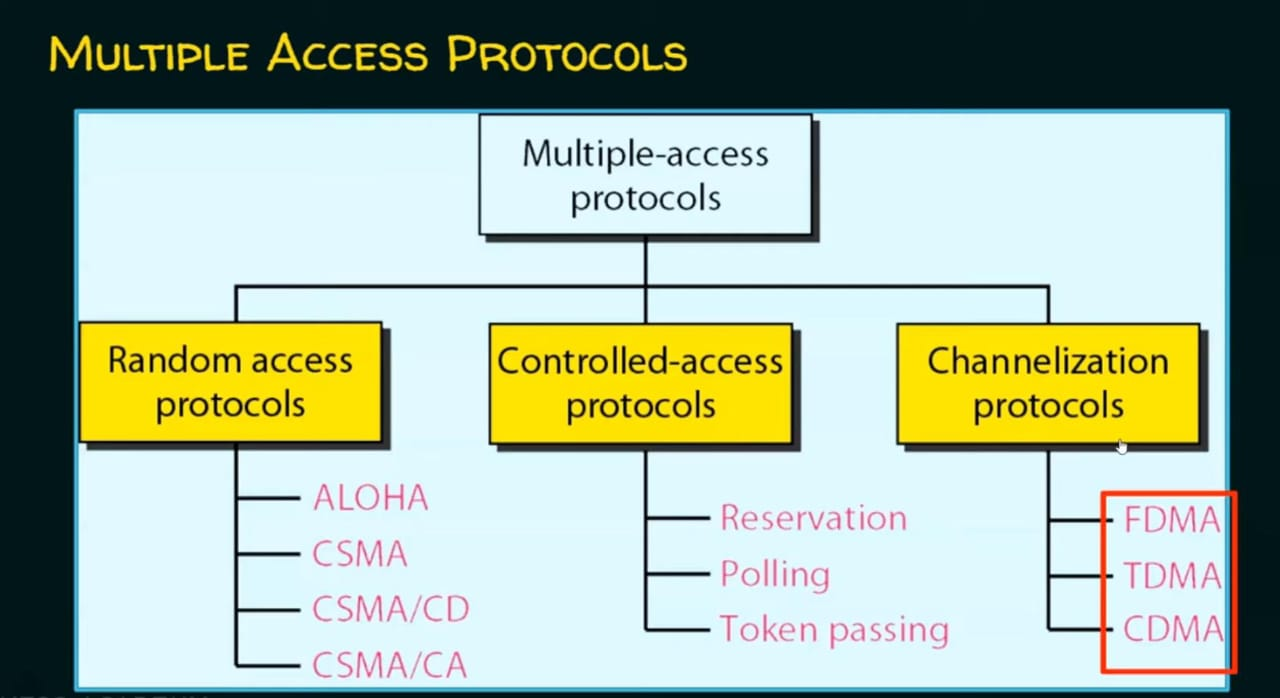 MULTIPLE ACCESS PROTOCOLS
Multiple-access
protocols
Random access
protocols
Controlled-access
protocols
Channelization
protocols
ALOHA
CSMA
CSMA/CD
CSMA/CA
Reservation
Polling
Token passing
FDMA
TDMA
CDMA